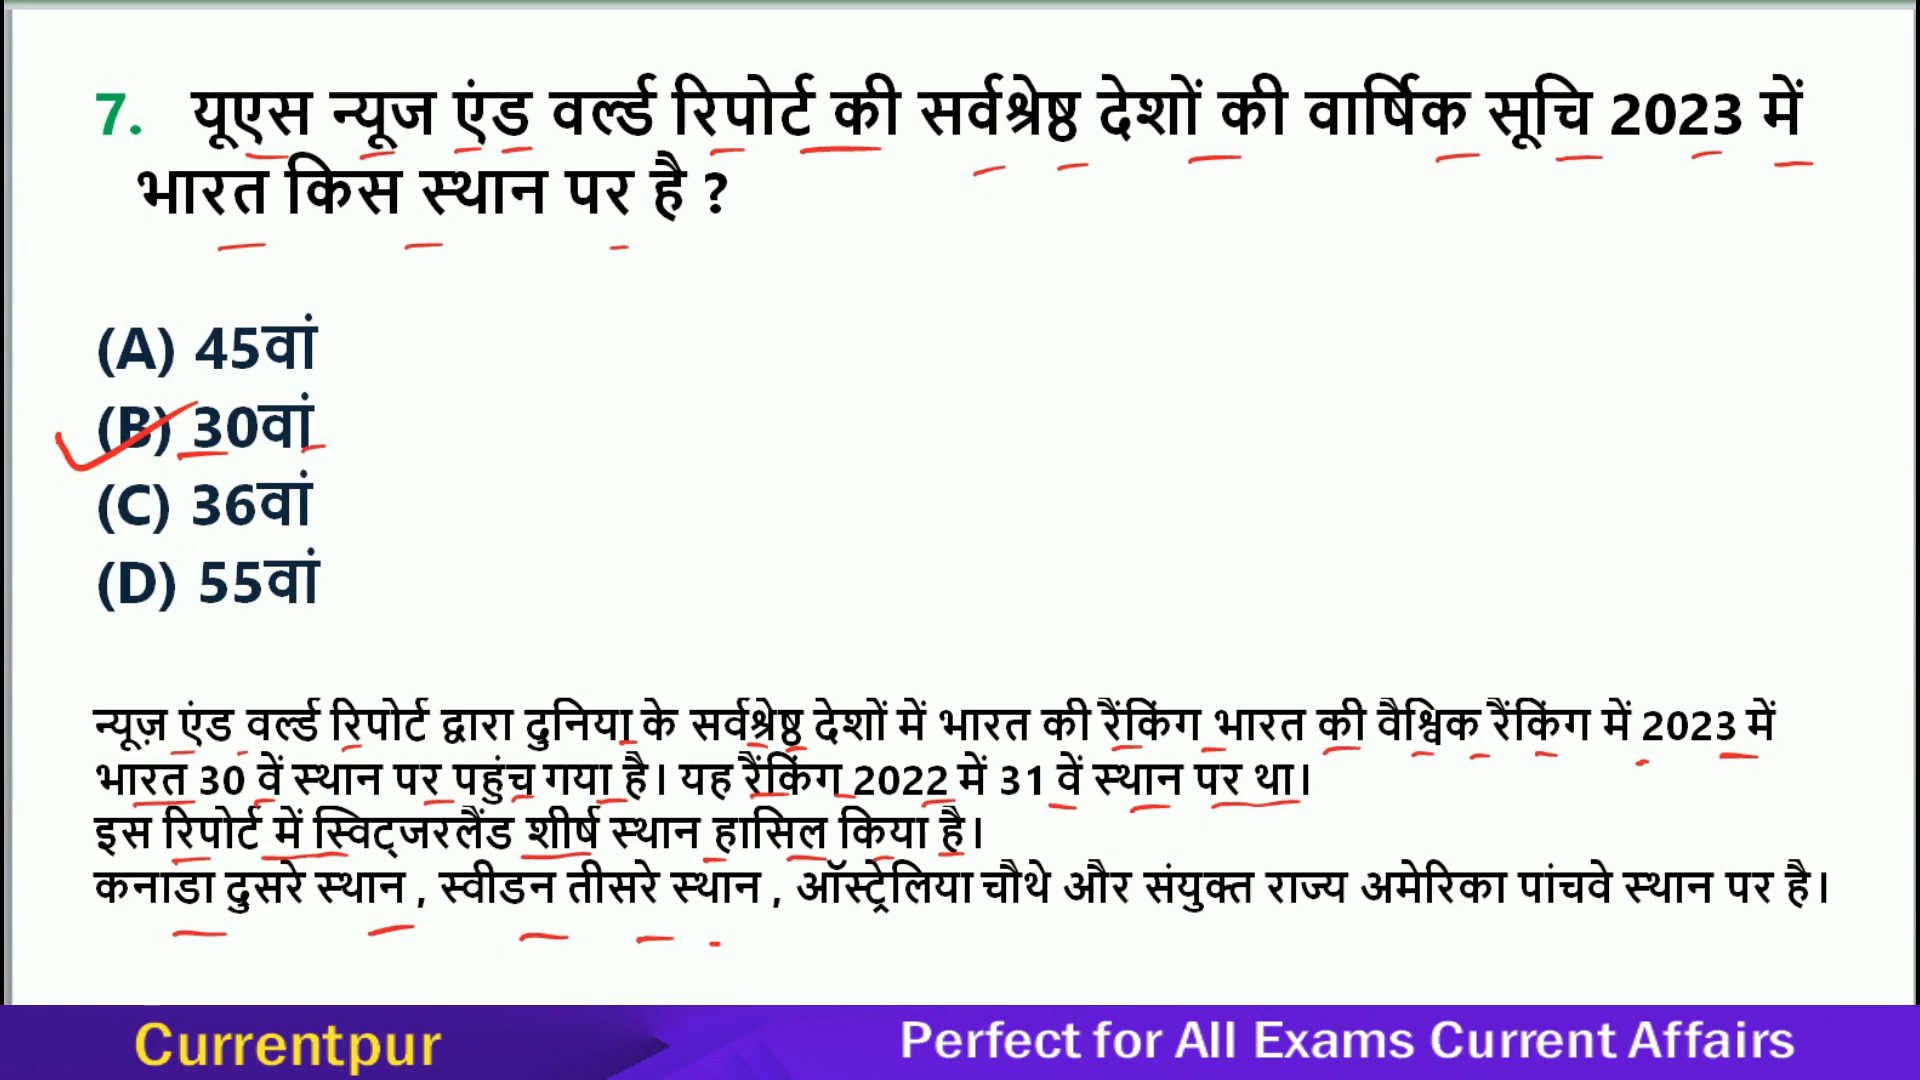 7. यूएस न्यूज एंड वर्ल्ड रिपोर्ट की सर्वश्रेष्ठ देशों की वार्षिक सूचि 2023 में
भारत किस स्थान पर है ?
(A) 45वां
(B) 30वां
(C) 36वां
(D) 55वां
न्यूज़ एंड वर्ल्ड रिपोर्ट द्वारा दुनिया के सर्वश्रेष्ठ देशों में भारत की रैंकिंग भारत की वैश्विक रैंकिंग में 2023 में
भारत 30 वें स्थान पर पहुंच गया है। यह रैंकिंग 2022 में 31 वें स्थान पर था।
इस रिपोर्ट में स्विट्जरलैंड शीर्ष स्थान हासिल किया है।
कनाडा दुसरे स्थान , स्वीडन तीसरे स्थान , ऑस्ट्रेलिया चौथे और संयुक्त राज्य अमेरिका पांचवे स्थान पर है।
Currentpur
Perfect for All Exams Current Affairs